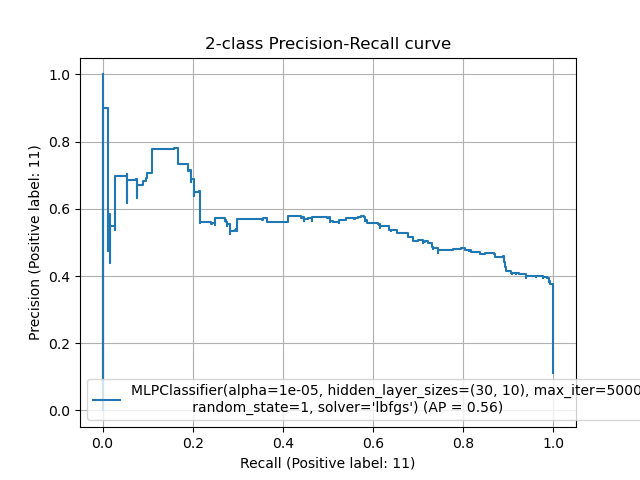 2-class Precision-Recall curve
1.0
0.8
0.6
0.4
0.2
0.0
Precision (Positive label: 11)
MLPClassifier(alpha=1e-05, hidden_layer_sizes=(30, 10), max_iter=5000
random_state=1, solver='lbfgs') (AP = 0.56)
0.0 0.2 0.4 0.6 0.8 1.0
Recall (Positive label: 11)